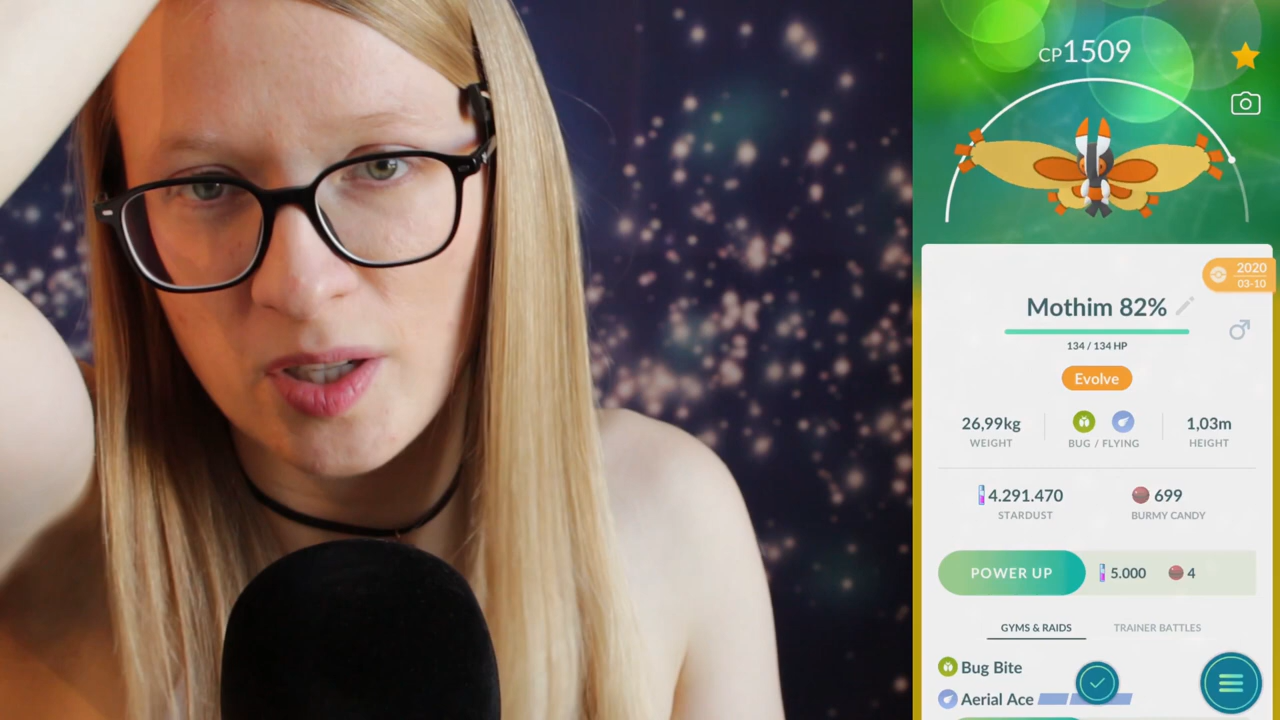 CP1509
2020
03-10
Mothim 82%
134 / 134 HP
Evolve
26,99kg
WEIGHT
BUG / FLYING
1,03m
HEIGHT
4.291.470
STARDUST
699
BURMY CANDY
POWER UP
5.000
4
GYMS & RAIDS
TRAINER BATTLES
Bug Bite
Aerial Ace